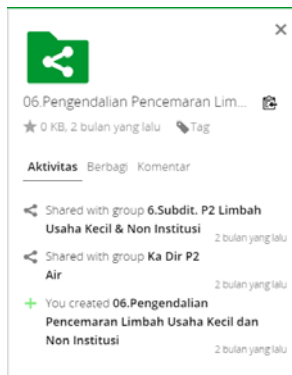 06.Pengendalian Pencemaran Lim...
0 KB, 2 bulan yang lalu Tag
Aktivitas Berbagi Komentar
Shared with group 6.Subdit. P2 Limbah
Usaha Kecil & Non Institusi
2 bulan yang lalu
Shared with group Ka Dir P2
Air
2 bulan yang lalu
You created 06.Pengendalian
Pencemaran Limbah Usaha Kecil dan
Non Institusi
2 bulan yang lalu